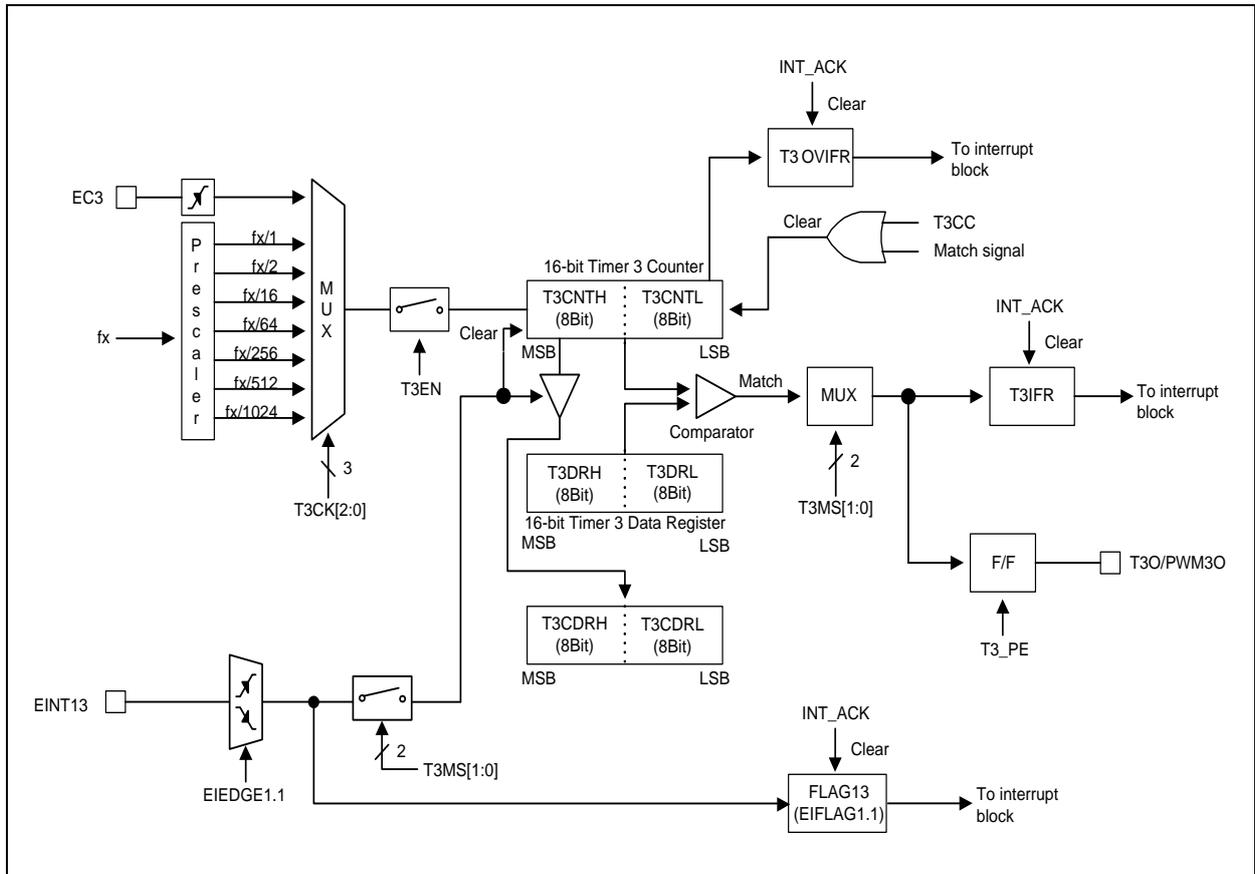 INT_ACK
Clear
T3 OVIFR
To interrupt
block
EC3
Prescaler
fx/1
fx/2
fx/16
fx/64
fx/256
fx/512
fx/1024
fx
MUX
3
T3CK[2:0]
T3EN
Clear
T3CC
Match signal
16-bit Timer 3 Counter
T3CNTH
(8Bit)
T3CNTL
(8Bit)
Clear
MSB
LSB
Match
Comparator
MUX
2
T3MS[1:0]
INT_ACK
Clear
T3IFR
To interrupt
block
T3DRH
(8Bit)
T3DRL
(8Bit)
16-bit Timer 3 Data Register
MSB
LSB
F/F
T3O/PWM3O
T3_PE
T3CDRH
(8Bit)
T3CDRL
(8Bit)
MSB
LSB
EINT13
EIEDGE1.1
2
T3MS[1:0]
INT_ACK
Clear
FLAG13
(EIFLAG1.1)
To interrupt
block